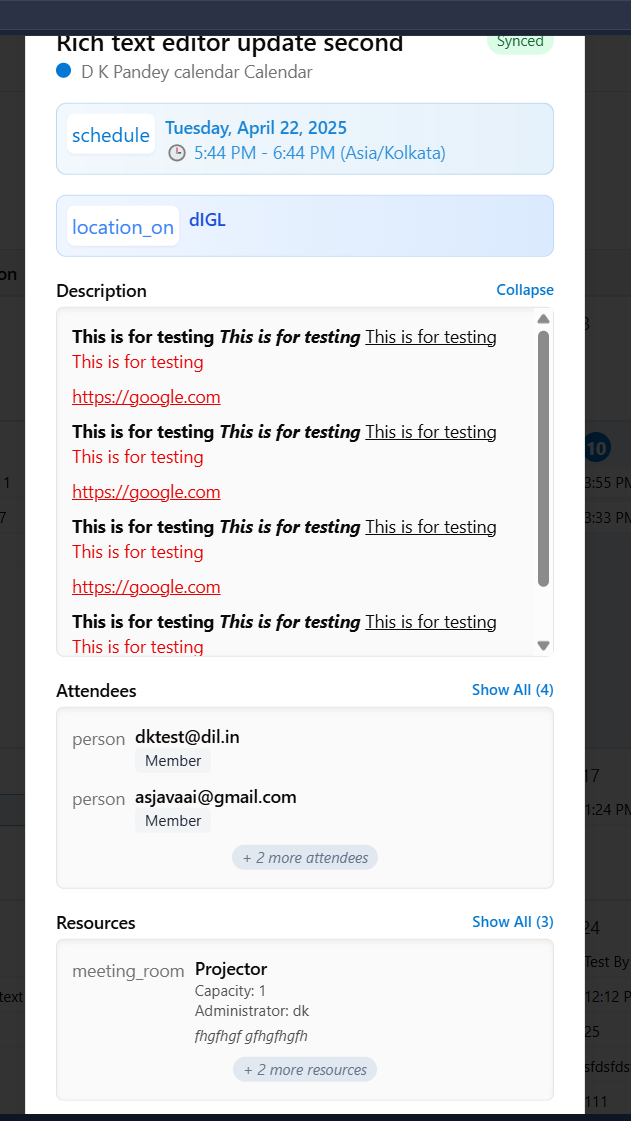 Rich text editor update second
Synced
D K Pandey calendar Calendar
schedule
Tuesday, April 22, 2025
5:44 PM - 6:44 PM (Asia/Kolkata)
location_on
dIGL
Description
Collapse
This is for testing This is for testing This is for testing
This is for testing
https://google.com
This is for testing This is for testing This is for testing
This is for testing
https://google.com
This is for testing This is for testing This is for testing
This is for testing
https://google.com
This is for testing This is for testing This is for testing
This is for testing
Attendees
Show All (4)
person
dktest@dil.in
Member
person
asjavaai@gmail.com
Member
+ 2 more attendees
Resources
Show All (3)
meeting_room
Projector
Capacity: 1
Administrator: dk
fhgfhgf gfhgfhgfh
+ 2 more resources
on
3
10
1
3:55 PM
7
3:33 PM
17
1:24 PM
24
Test By
text
12:12 P
25
sfdsfds
111